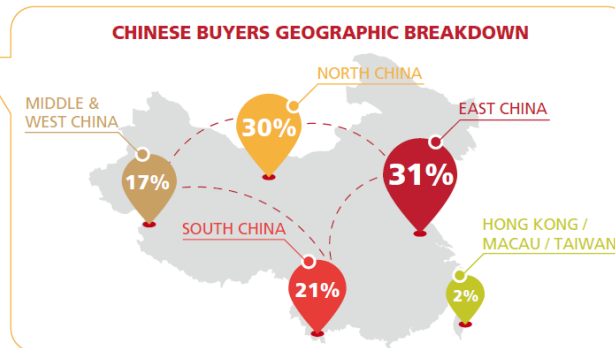 CHINESE BUYERS GEOGRAPHIC BREAKDOWN
NORTH CHINA
30%
MIDDLE &
WEST CHINA
17%
EAST CHINA
31%
SOUTH CHINA
21%
HONG KONG /
MACAU / TAIWAN
2%